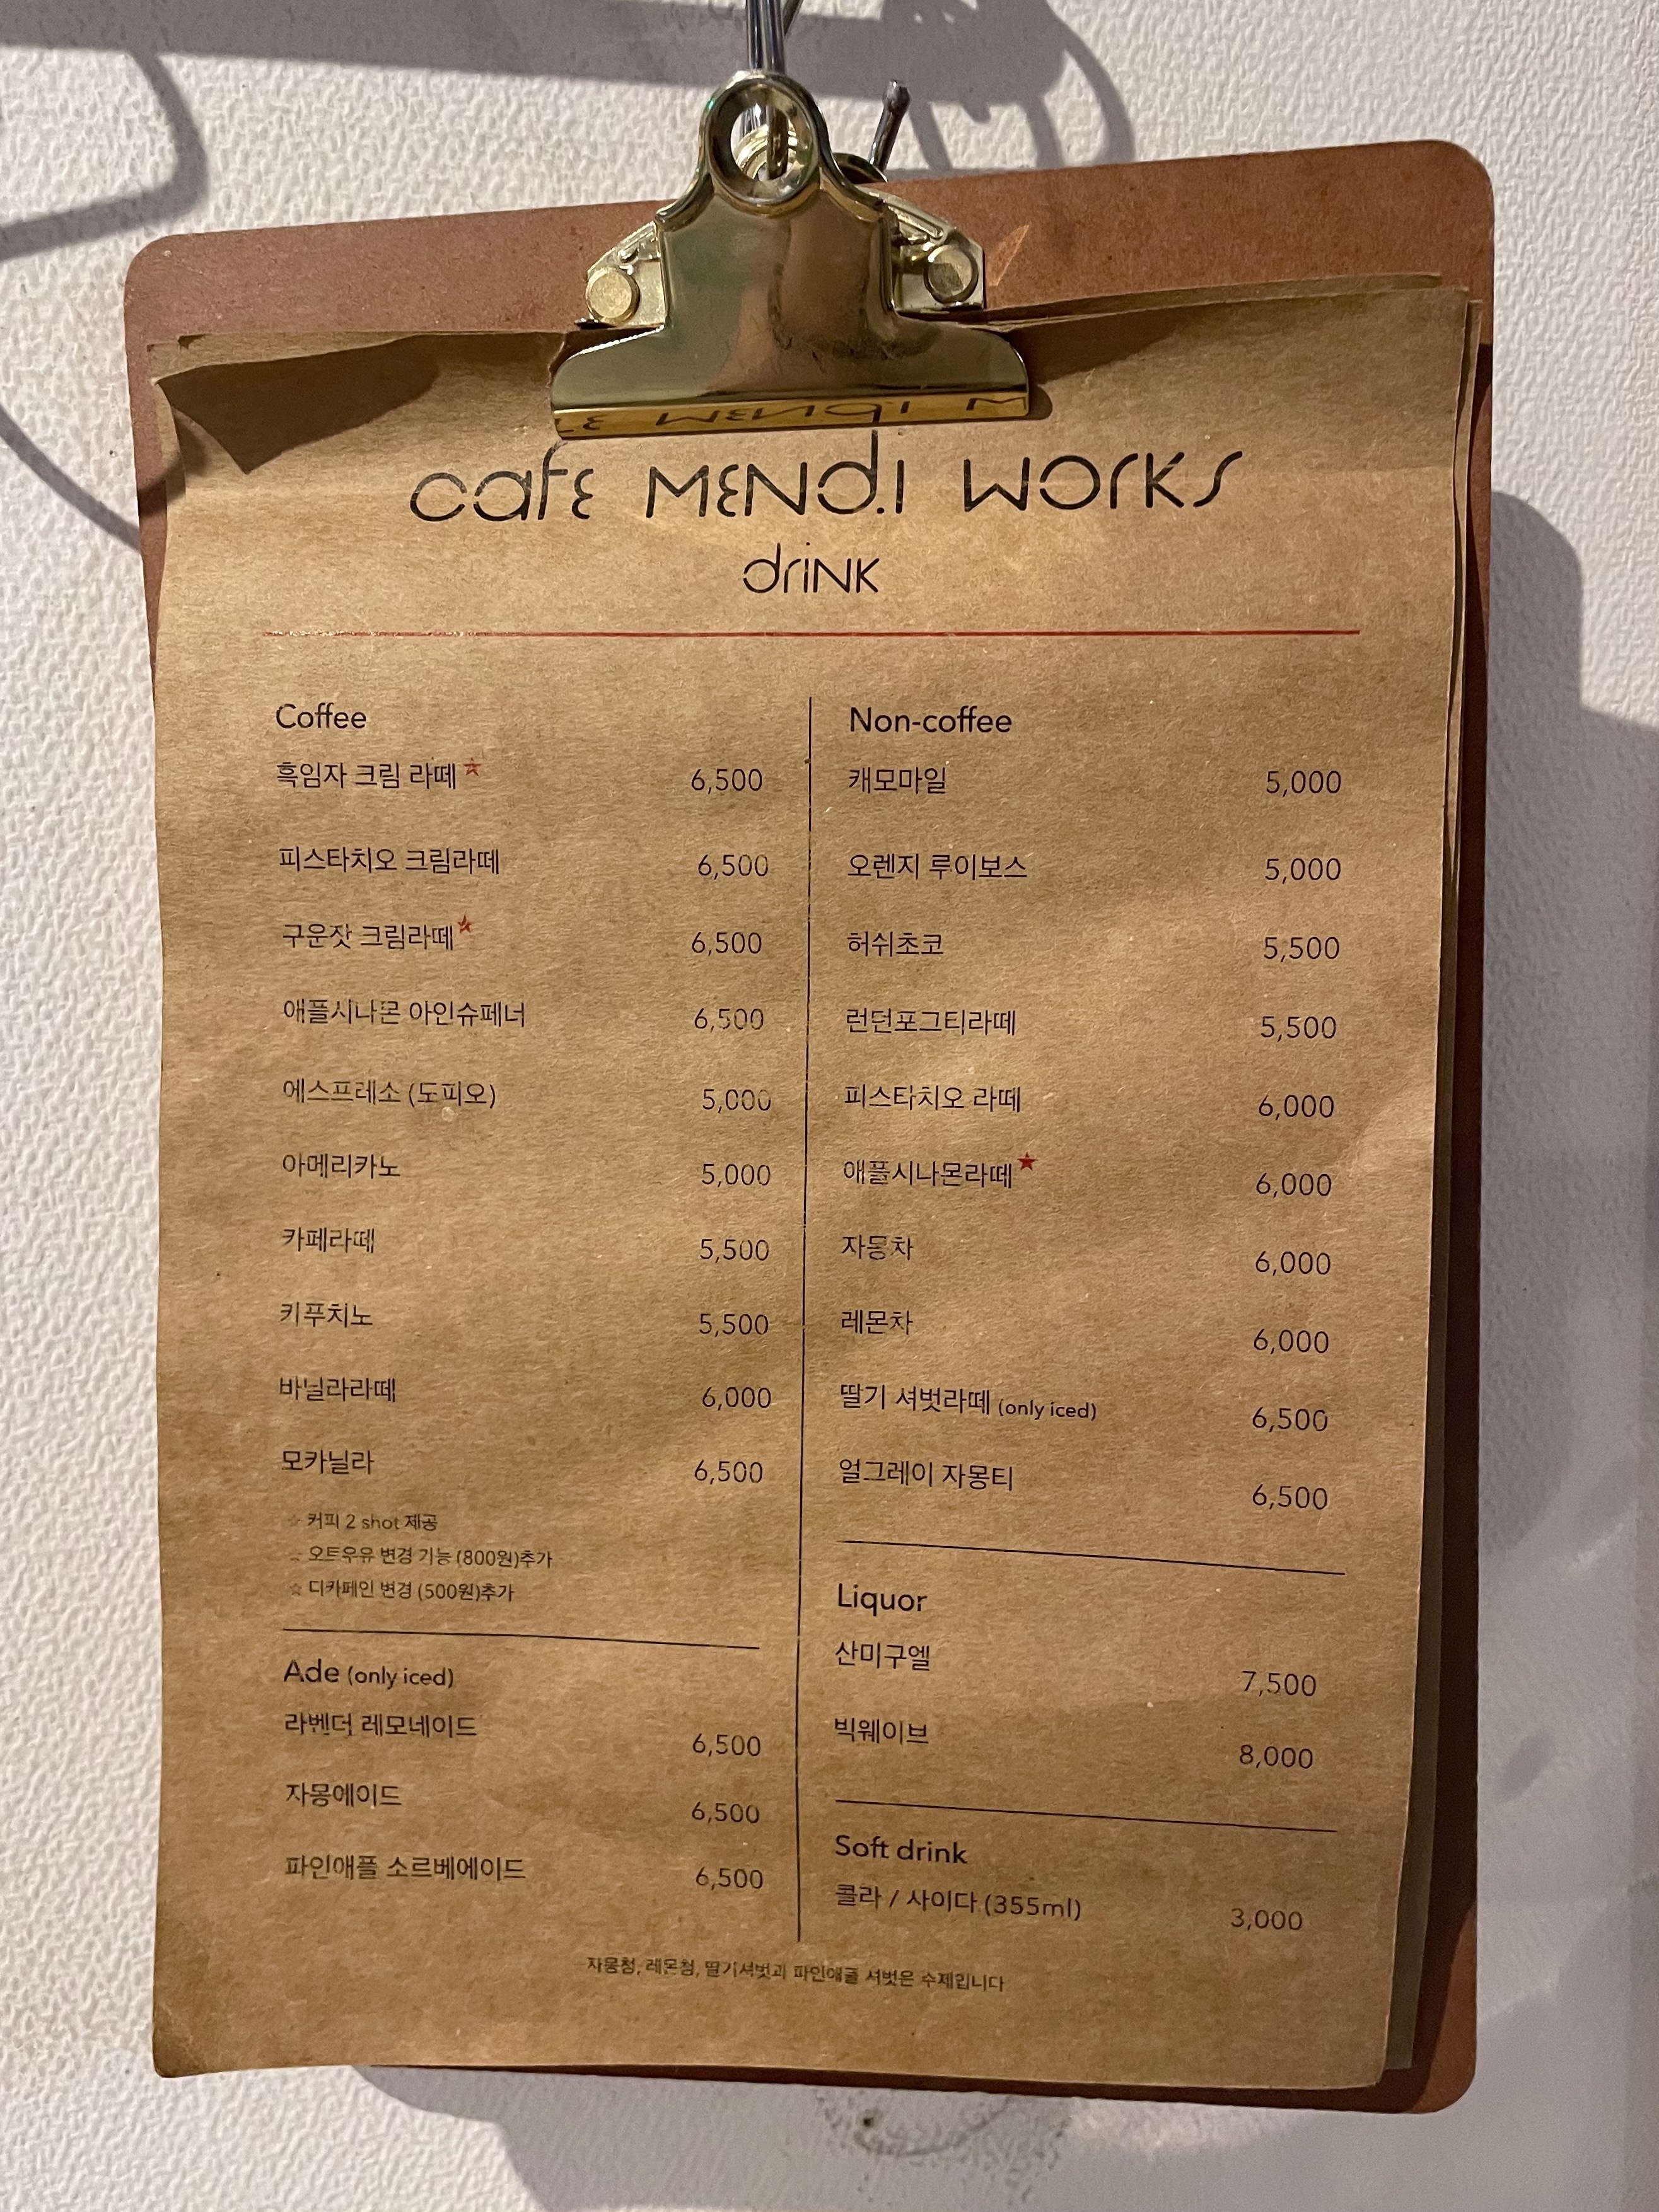 cafe MENd.I WOrKS
drINK
Coffee
흑임자 크림 라떼 6,500
피스타치오 크림라떼 6,500
구운잣 크림라떼 6,500
애플시나몬 아인슈페너 6,500
에스프레소 (도피오) 5,000
아메리카노 5,000
카페라떼 5,500
키푸치노 5,500
바닐라라떼 6,000
모카닐라 6,500
☆ 커피 2 shot 제공
☆ 오트우유 변경 기능 (800원)추가
☆ 디카페인 변경 (500원)추가
Ade (only iced)
라벤더 레모네이드 6,500
자몽에이드 6,500
파인애플 소르베에이드 6,500
Non-coffee
캐모마일 5,000
오렌지 루이보스 5,000
허쉬초코 5,500
런던포그티라떼 5,500
피스타치오 라떼 6,000
애플시나몬라떼 6,000
자몽차 6,000
레몬차 6,000
딸기 셔벗라떼 (only iced) 6,500
얼그레이 자몽티 6,500
Liquor
산미구엘 7,500
빅웨이브 8,000
Soft drink
콜라 / 사이다 (355ml) 3,000
자몽청, 레몬청, 딸기셔벗과 파인애플 셔벗은 수제입니다